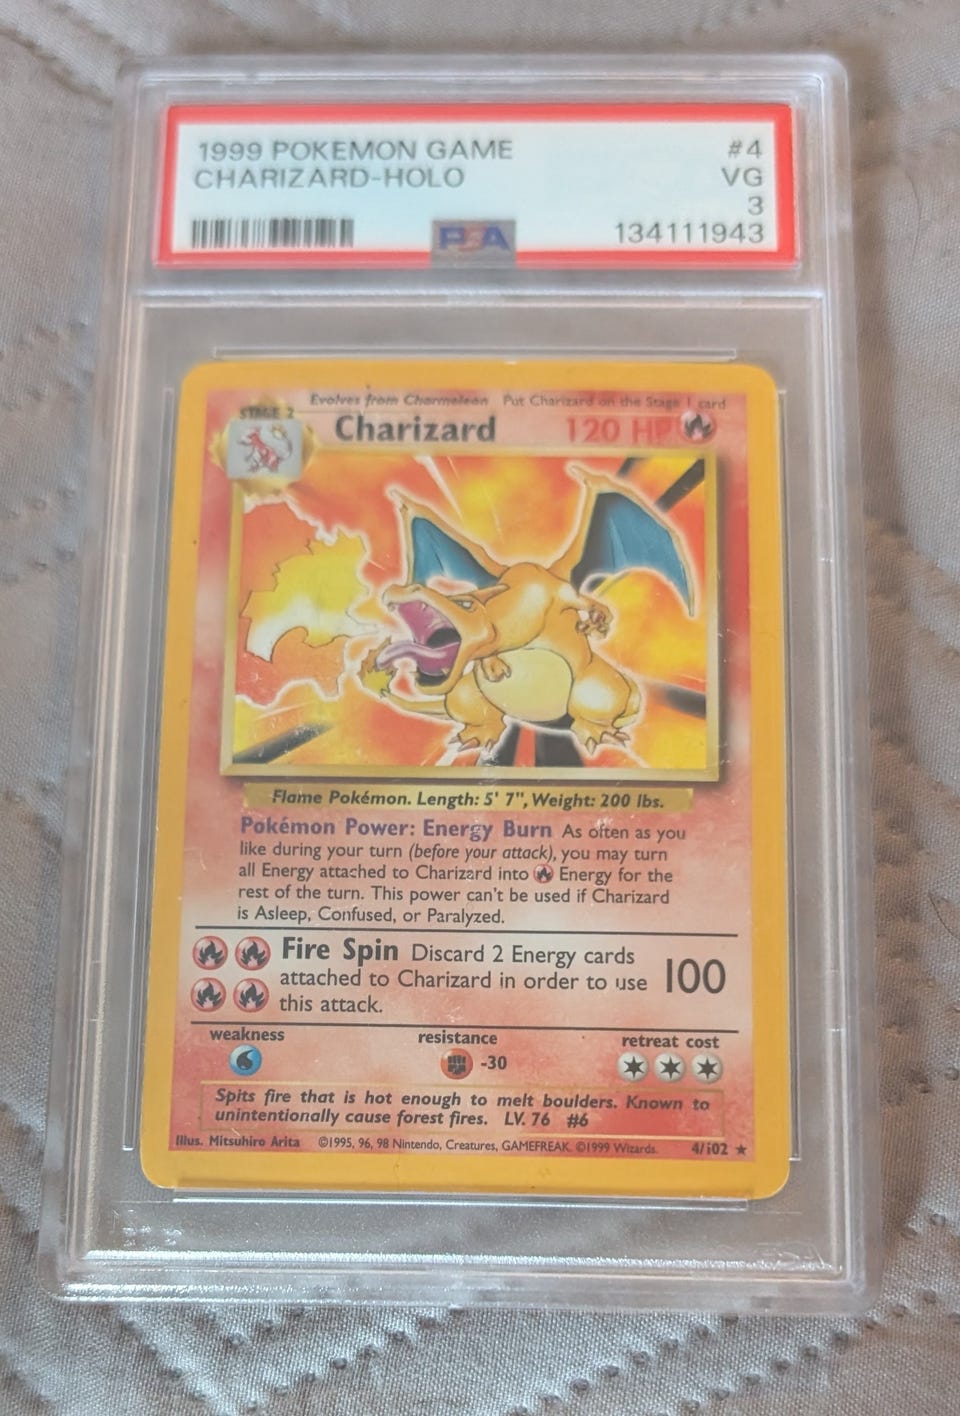 1999 POKEMON GAME #4
CHARIZARD-HOLO VG
3
PSA 134111943
Evolves from Charmeleon Put Charizard on the Stage 1 card
STAGE 2
Charizard 120 HP
Flame Pokémon. Length: 5' 7", Weight: 200 lbs.
Pokémon Power: Energy Burn As often as you
like during your turn (before your attack), you may turn
all Energy attached to Charizard into Energy for the
rest of the turn. This power can't be used if Charizard
is Asleep, Confused, or Paralyzed.
Fire Spin Discard 2 Energy cards
attached to Charizard in order to use 100
this attack.
weakness resistance retreat cost
-30
Spits fire that is hot enough to melt boulders. Known to
unintentionally cause forest fires. LV. 76 #6
Illus. Mitsuhiro Arita ©1995, 96, 98 Nintendo, Creatures, GAMEFREAK. ©1999 Wizards. 4/102 ★